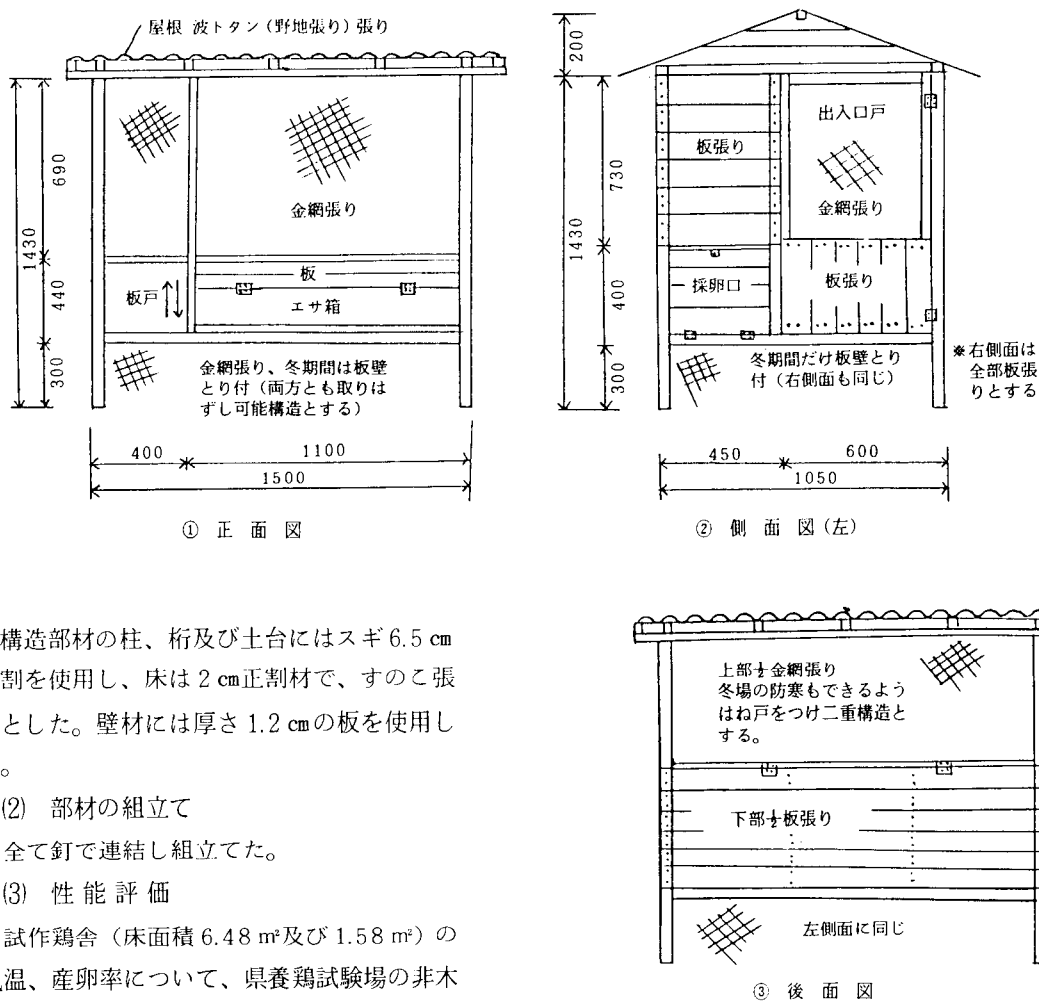 屋根 波トタン(野地張り)張り
690
1430
440
300
金網張り
板
板戸
エサ箱
金網張り、冬期間は板壁
とり付(両方とも取りは
ずし可能構造とする)
400
1100
1500
① 正面図
200
730
1430
400
300
出入口戸
板張り
金網張り
採卵口
板張り
冬期間だけ板壁とり
付(右側面も同じ)
※右側面は
全部板張
りとする
450
600
1050
② 側面図(左)
構造部材の柱、桁及び土台にはスギ6.5cm
割を使用し、床は2cm正割材で、すのこ張
とした。壁材には厚さ1.2cmの板を使用し
。
(2) 部材の組立て
全て釘で連結し組立てた。
(3) 性能評価
試作鶏舎(床面積6.48㎡及び1.58㎡)の
温、産卵率について、県養鶏試験場の非木
上部½金網張り
冬場の防寒もできるよう
はね戸をつけ二重構造と
する。
下部½板張り
左側面に同じ
③ 後面図